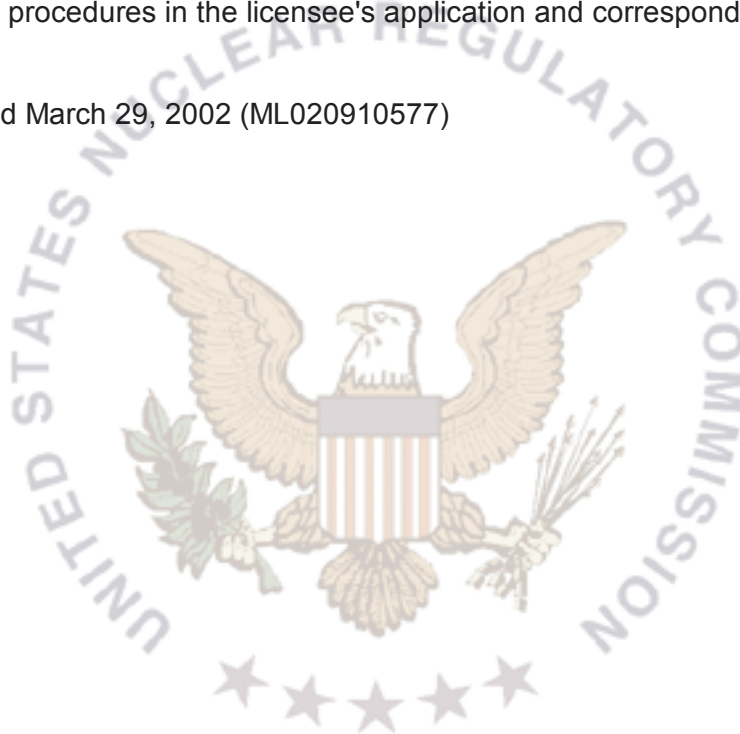 procedures in the licensee's application and correspond
d March 29, 2002 (ML020910577)
UNITED STATES NUCLEAR REGULATORY COMMISSION